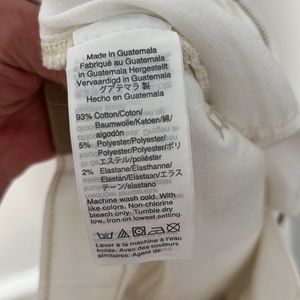 Made in Guatemala
Fabriqué au Guatemala
In Guatemala Hergestellt
Vervaardigd in Guatemala
グアテマラ 製
Hecho en Guatemala
93% Cotton/Coton/
Baumwolle/Katoen/綿/
algodón
5% Polyester/Polyester/
Polyester/Polyester/ポリ
エステル/poliéster
2% Elastane/Élasthanne/
Elastan/Elastaan/エラス
テーン/elastano
Machine wash cold. With
like colors. Non-chlorine
bleach only. Tumble dry
low. Iron on lowest setting.
Laver à la machine à l'eau
froide. Avec des couleurs
similaires. Agent de